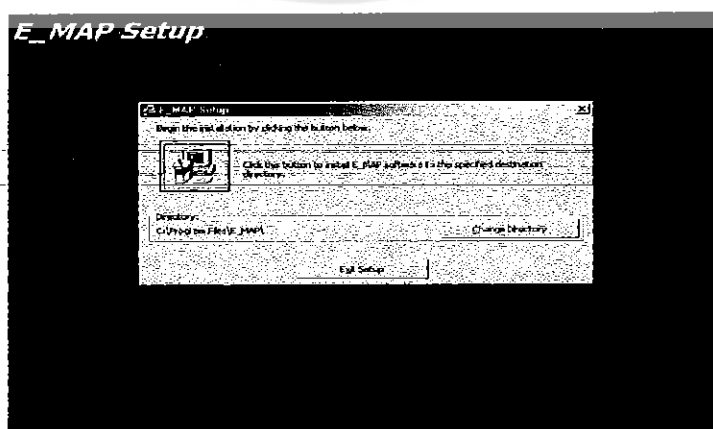 E_MAP Setup
E_MAP Setup
Begin the installation by clicking the button below.
Click this button to install E_MAP software to the specified destination
directory.
Directory:
C:\Program Files\E_MAP\
Change Directory
Exit Setup